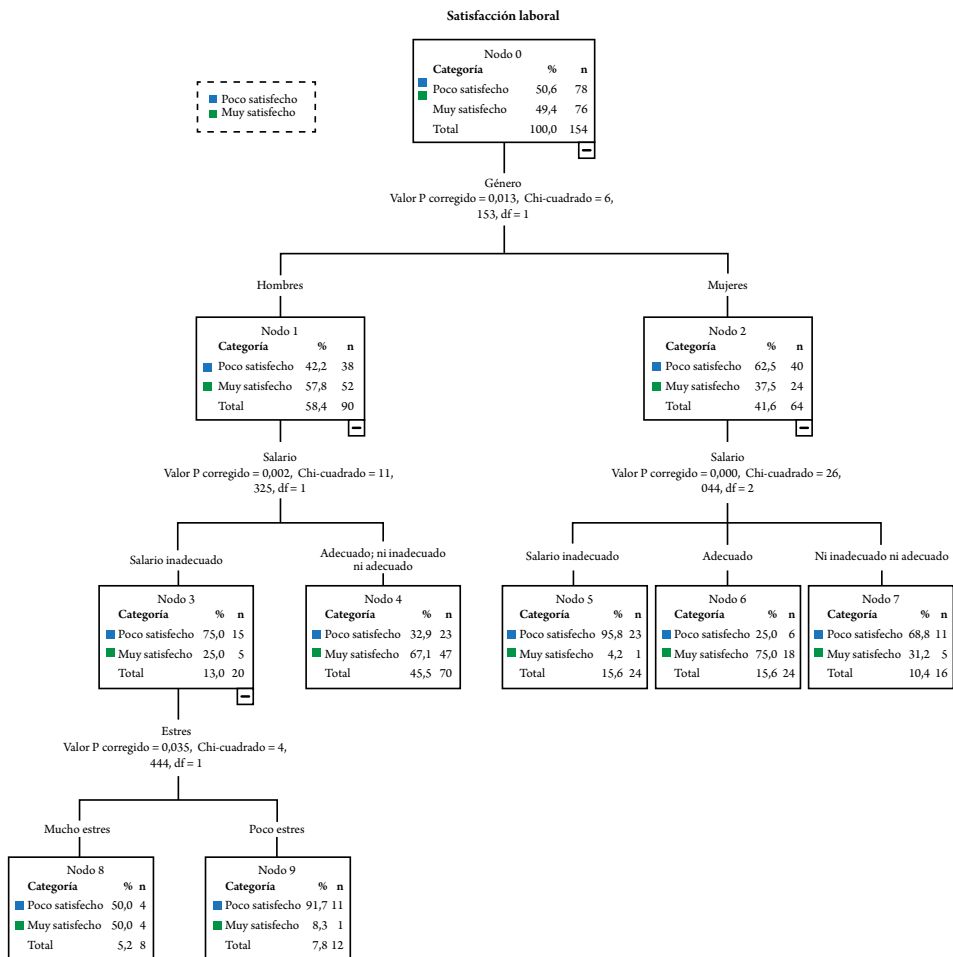 Satisfacción laboral
Poco satisfecho
Muy satisfecho
Nodo 0
Categoría % n
Poco satisfecho 50,6 78
Muy satisfecho 49,4 76
Total 100,0 154
Género
Valor P corregido = 0,013, Chi-cuadrado = 6,
153, df = 1
Hombres
Mujeres
Nodo 1
Categoría % n
Poco satisfecho 42,2 38
Muy satisfecho 57,8 52
Total 58,4 90
Nodo 2
Categoría % n
Poco satisfecho 62,5 40
Muy satisfecho 37,5 24
Total 41,6 64
Salario
Valor P corregido = 0,002, Chi-cuadrado = 11,
325, df = 1
Salario
Valor P corregido = 0,000, Chi-cuadrado = 26,
044, df = 2
Salario inadecuado
Adecuado; ni inadecuado
ni adecuado
Salario inadecuado
Adecuado
Ni inadecuado ni adecuado
Nodo 3
Categoría % n
Poco satisfecho 75,0 15
Muy satisfecho 25,0 5
Total 13,0 20
Nodo 4
Categoría % n
Poco satisfecho 32,9 23
Muy satisfecho 67,1 47
Total 45,5 70
Nodo 5
Categoría % n
Poco satisfecho 95,8 23
Muy satisfecho 4,2 1
Total 15,6 24
Nodo 6
Categoría % n
Poco satisfecho 25,0 6
Muy satisfecho 75,0 18
Total 15,6 24
Nodo 7
Categoría % n
Poco satisfecho 68,8 11
Muy satisfecho 31,2 5
Total 10,4 16
Estres
Valor P corregido = 0,035, Chi-cuadrado = 4,
444, df = 1
Mucho estres
Poco estres
Nodo 8
Categoría % n
Poco satisfecho 50,0 4
Muy satisfecho 50,0 4
Total 5,2 8
Nodo 9
Categoría % n
Poco satisfecho 91,7 11
Muy satisfecho 8,3 1
Total 7,8 12